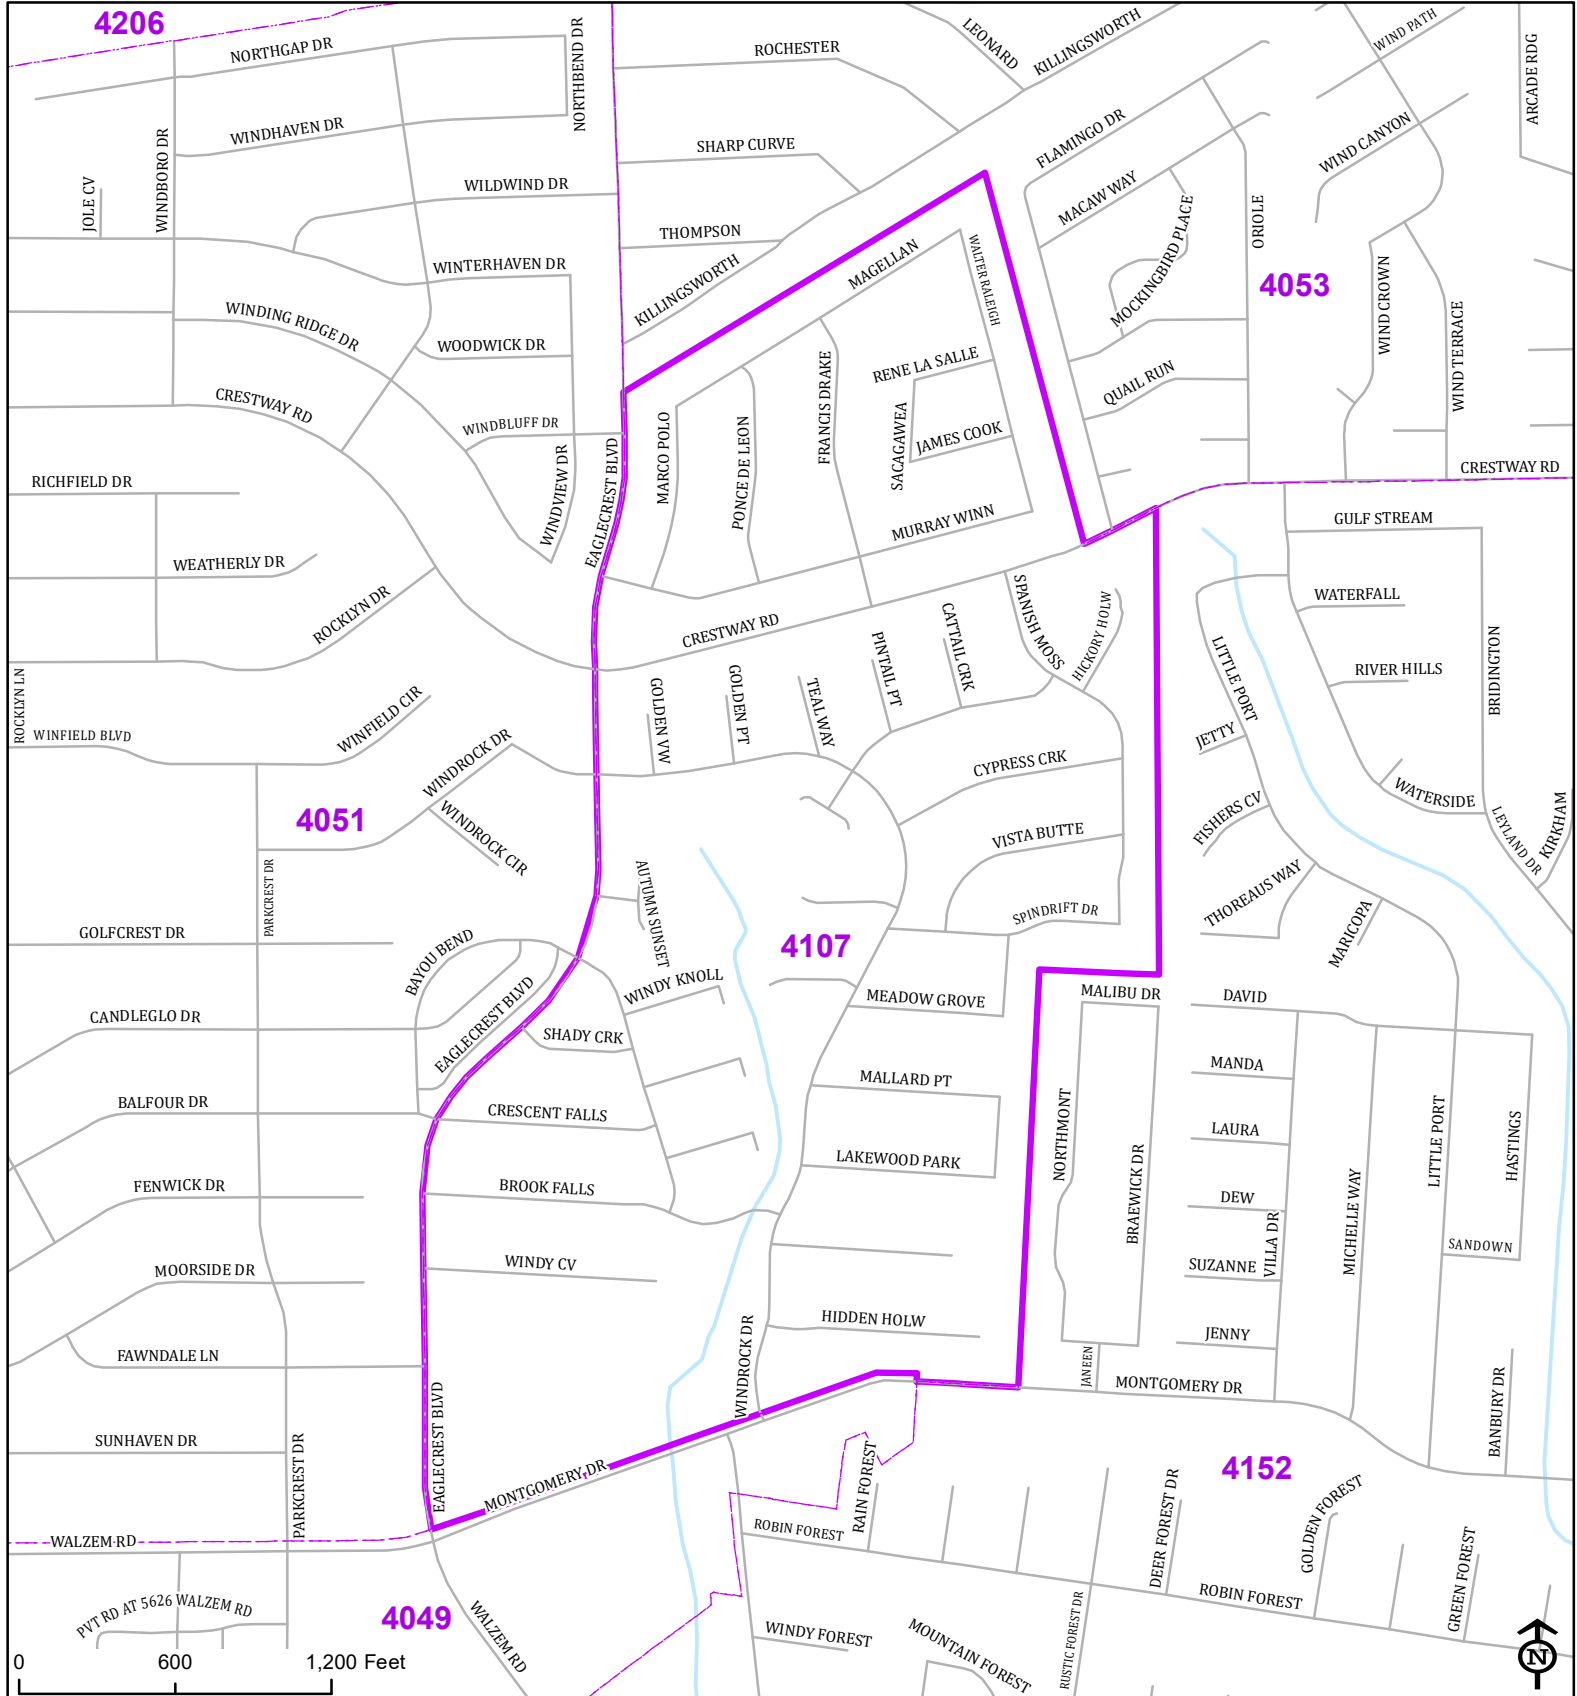 4206
NORTHGAP DR
NORTHBEND DR
ROCHESTER
LEONARD
KILLINGSWORTH
WIND PATH
ARCADE RDG
WINDHAVEN DR
WINDBORO DR
SHARP CURVE
FLAMINGO DR
WIND CANYON
JOLE CV
WILDWIND DR
MACAW WAY
MOCKINGBIRD PLACE
ORIOLE
THOMPSON
KILLINGSWORTH
MAGELLAN
WALTER RALEIGH
4053
WINTERHAVEN DR
WINDING RIDGE DR
WOODWICK DR
WIND CROWN
WIND TERRACE
FRANCIS DRAKE
RENE LA SALLE
QUAIL RUN
CRESTWAY RD
WINDBLUFF DR
MARCO POLO
PONCE DE LEON
SACAGAWEA
JAMES COOK
EAGLECREST BLVD
WINDVIEW DR
CRESTWAY RD
RICHFIELD DR
MURRAY WINN
GULF STREAM
WEATHERLY DR
ROCKLYN DR
CRESTWAY RD
SPANISH MOSS
HICKORY HOLW
WATERFALL
CATTAIL CRK
PINTAIL PT
LITTLE PORT
RIVER HILLS
BRIDINGTON
ROCKLYN LN
WINFIELD BLVD
WINFIELD CIR
GOLDEN VW
GOLDEN PT
TEAL WAY
JETTY
WINDROCK DR
CYPRESS CRK
WATERSIDE
4051
WINDROCK CIR
VISTA BUTTE
FISHERS CV
LEYLAND DR
KIRKHAM
PARKCREST DR
AUTUMN SUNSET
THOREAUS WAY
SPINDRIFT DR
GOLFCREST DR
BAYOU BEND
4107
MARICOPA
WINDY KNOLL
MEADOW GROVE
MALIBU DR
DAVID
CANDLEGLO DR
EAGLECREST BLVD
SHADY CRK
MANDA
MALLARD PT
BALFOUR DR
CRESCENT FALLS
NORTHMONT
LAURA
LITTLE PORT
HASTINGS
LAKEWOOD PARK
BRAEWICK DR
FENWICK DR
BROOK FALLS
DEW
VILLA DR
MICHELLE WAY
SANDOWN
MOORSIDE DR
WINDY CV
SUZANNE
HIDDEN HOLW
JENNY
FAWNDALE LN
WINDROCK DR
JANEEN
MONTGOMERY DR
EAGLECREST BLVD
BANBURY DR
SUNHAVEN DR
PARKCREST DR
MONTGOMERY DR
4152
RAIN FOREST
DEER FOREST DR
GOLDEN FOREST
WALZEM RD
ROBIN FOREST
GREEN FOREST
ROBIN FOREST
PVT RD AT 5626 WALZEM RD
4049
WALZEM RD
WINDY FOREST
MOUNTAIN FOREST
RUSTIC FOREST DR
0 600 1,200 Feet
N